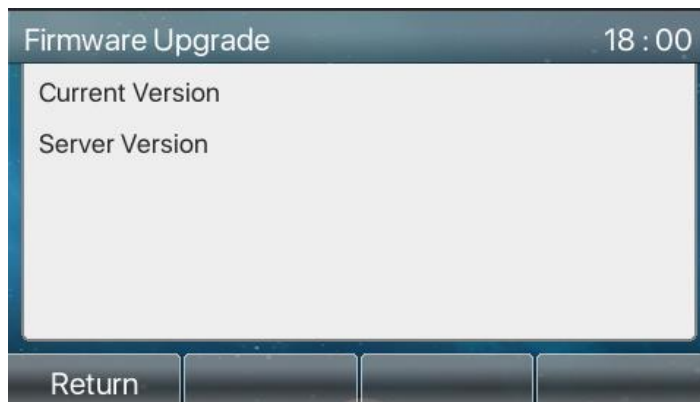 Firmware Upgrade 18 : 00
Current Version
Server Version
Return